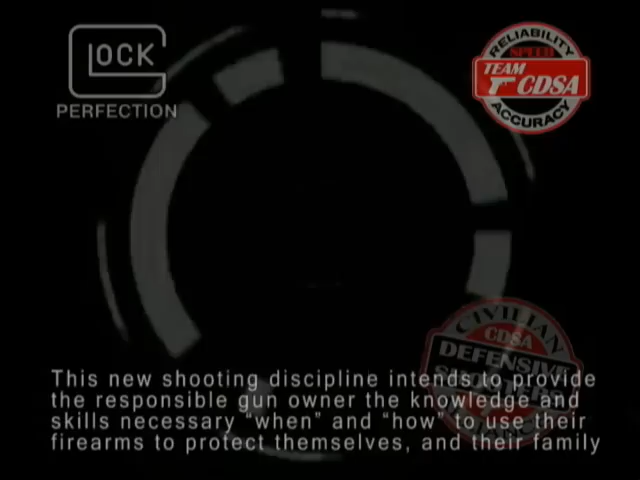 GLOCK
PERFECTION
RELIABILITY
SPEED
TEAM
CDSA
ACCURACY
CIVILIAN
CDSA
DEFENSIVE
This new shooting discipline intends to provide
the responsible gun owner the knowledge and
skills necessary “when” and “how” to use their
firearms to protect themselves, and their family